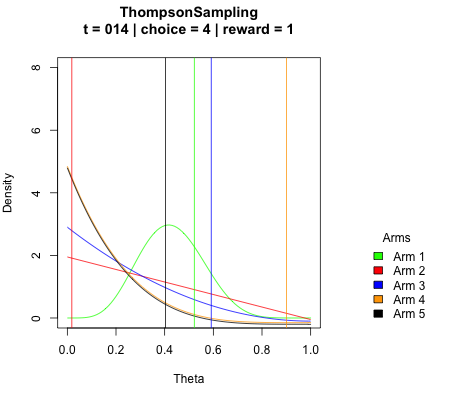 ThompsonSampling
t = 014 | choice = 4 | reward = 1
8
6
4
2
0
Density
0.0 0.2 0.4 0.6 0.8 1.0
Theta
Arms
Arm 1
Arm 2
Arm 3
Arm 4
Arm 5